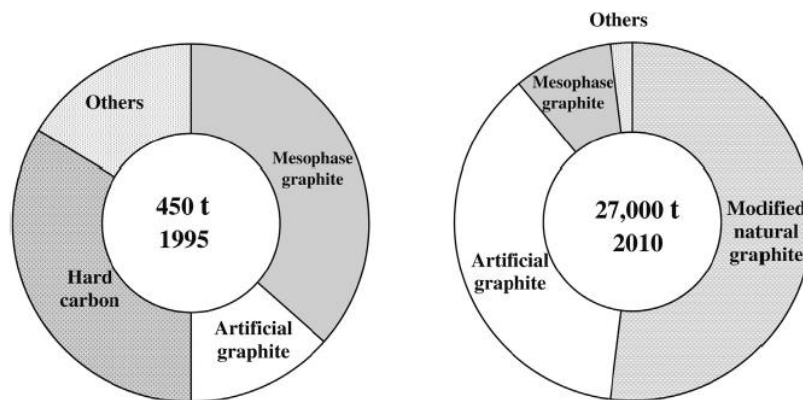 Others
Mesophase
graphite
450 t
1995
Hard
carbon
Artificial
graphite
Others
Mesophase
graphite
27,000 t
2010
Modified
natural
graphite
Artificial
graphite